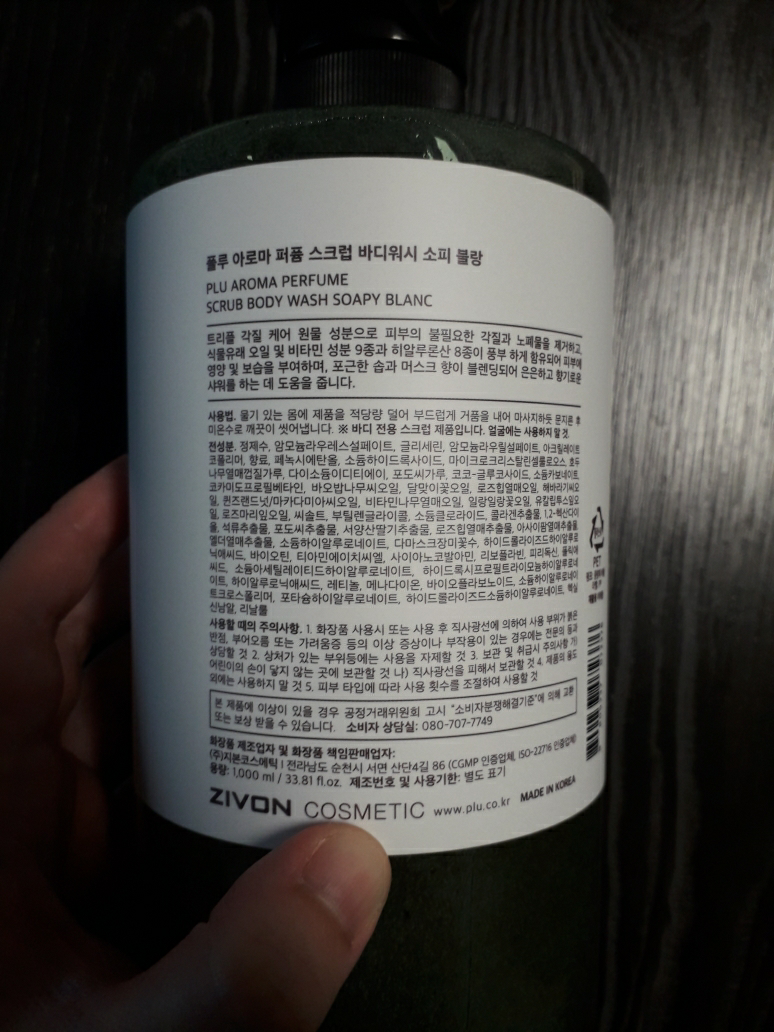 플루 아로마 퍼퓸 스크럽 바디워시 소피 블랑
PLU AROMA PERFUME
SCRUB BODY WASH SOAPY BLANC
트리플 각질 케어 원물 성분으로 피부의 불필요한 각질과 노폐물을 제거하고,
식물유래 오일 및 비타민 성분 9종과 히알루론산 8종이 풍부 하게 함유되어 피부에
영양 및 보습을 부여하며, 포근한 솝과 머스크 향이 블렌딩되어 은은하고 향기로운
샤워를 하는 데 도움을 줍니다.
사용법. 물기 있는 몸에 제품을 적당량 덜어 부드럽게 거품을 내어 마사지하듯 문지른 후
미온수로 깨끗이 씻어냅니다. ※ 바디 전용 스크럽 제품입니다. 얼굴에는 사용하지 말 것.
전성분. 정제수, 암모늄라우레스설페이트, 글리세린, 암모늄라우릴설페이트, 아크릴레이트
코폴리머, 향료, 페녹시에탄올, 소듐하이드록사이드, 마이크로크리스탈린셀룰로오스, 호두
나무열매껍질가루, 다이소듐이디티에이, 포도씨가루, 코코-글루코사이드, 소듐카보네이트,
코카미도프로필베타인, 바오밥나무씨오일, 달맞이꽃오일, 로즈힙열매오일, 해바라기씨오
일, 퀸즈랜드넛/마카다미아씨오일, 비타민나무열매오일, 일랑일랑꽃오일, 유칼립투스잎오
일, 로즈마리잎오일, 씨솔트, 부틸렌글라이콜, 소듐클로라이드, 콜라겐추출물, 1,2-헥산다이
올, 석류추출물, 포도씨추출물, 서양산딸기추출물, 로즈힙열매추출물, 아사이팜열매추출물,
엘더열매추출물, 소듐하이알루로네이트, 다마스크장미꽃수, 하이드롤라이즈드하이알루로
닉애씨드, 바이오틴, 티아민에이치씨엘, 사이아노코발아민, 리보플라빈, 피리독신, 폴릭애
씨드, 소듐아세틸레이티드하이알루로네이트, 하이드록시프로필트라이모늄하이알루로네
이트, 하이알루로닉애씨드, 레티놀, 메나다이온, 바이오플라보노이드, 소듐하이알루로네이
트크로스폴리머, 포타슘하이알루로네이트, 하이드롤라이즈드소듐하이알루로네이트, 헥실
신남알, 리날룰
사용할 때의 주의사항. 1. 화장품 사용시 또는 사용 후 직사광선에 의하여 사용 부위가 붉은
반점, 부어오름 또는 가려움증 등의 이상 증상이나 부작용이 있는 경우에는 전문의 등과
상담할 것 2. 상처가 있는 부위등에는 사용을 자제할 것 3. 보관 및 취급시 주의사항 가)
어린이의 손이 닿지 않는 곳에 보관할 것 나) 직사광선을 피해서 보관할 것 4. 제품의 용도
외에는 사용하지 말 것 5. 피부 타입에 따라 사용 횟수를 조절하여 사용할 것
본 제품에 이상이 있을 경우 공정거래위원회 고시 "소비자분쟁해결기준"에 의해 교환
또는 보상 받을 수 있습니다. 소비자 상담실: 080-707-7749
화장품 제조업자 및 화장품 책임판매업자:
(주)지본코스메틱 I 전라남도 순천시 서면 산단4길 86 (CGMP 인증업체, ISO-22716 인증업체)
용량: 1,000 ml / 33.81 fl.oz. 제조번호 및 사용기한: 별도 표기
ZIVON COSMETIC www.plu.co.kr MADE IN KOREA
PET